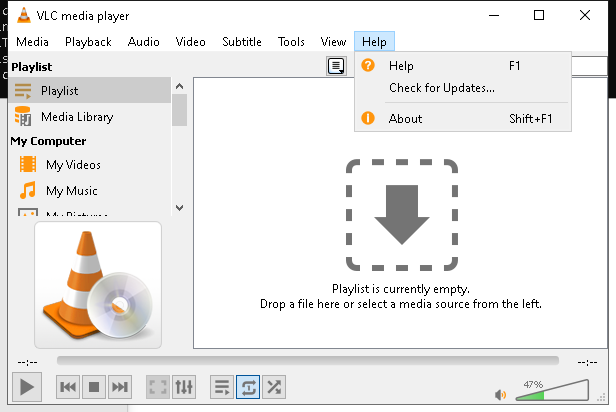 VLC media player
Media Playback Audio Video Subtitle Tools View Help
Playlist
Playlist
Media Library
My Computer
My Videos
My Music
My Pictures
Help F1
Check for Updates...
About Shift+F1
Playlist is currently empty.
Drop a file here or select a media source from the left.
--:-- --:--
47%